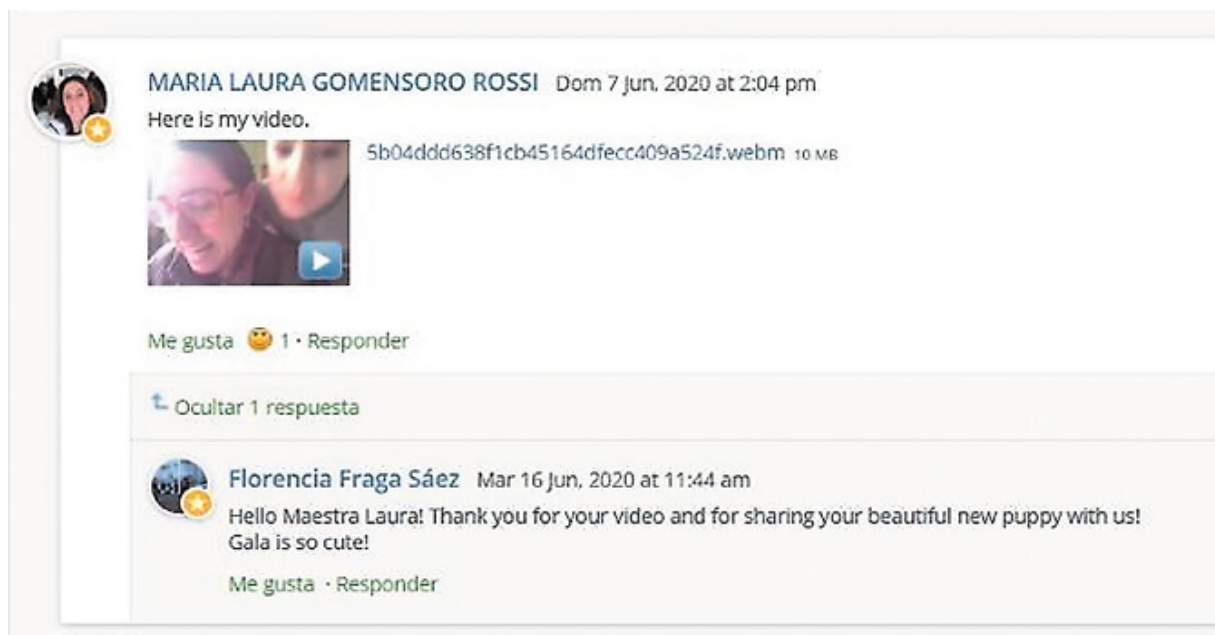 MARIA LAURA GOMENSORO ROSSI Dom 7 Jun, 2020 at 2:04 pm
Here is my video.
5b04ddd638f1cb45164dfecc409a524f.webm 10 MB
Me gusta 1 · Responder
Ocultar 1 respuesta
Florencia Fraga Sáez Mar 16 Jun, 2020 at 11:44 am
Hello Maestra Laura! Thank you for your video and for sharing your beautiful new puppy with us!
Gala is so cute!
Me gusta · Responder